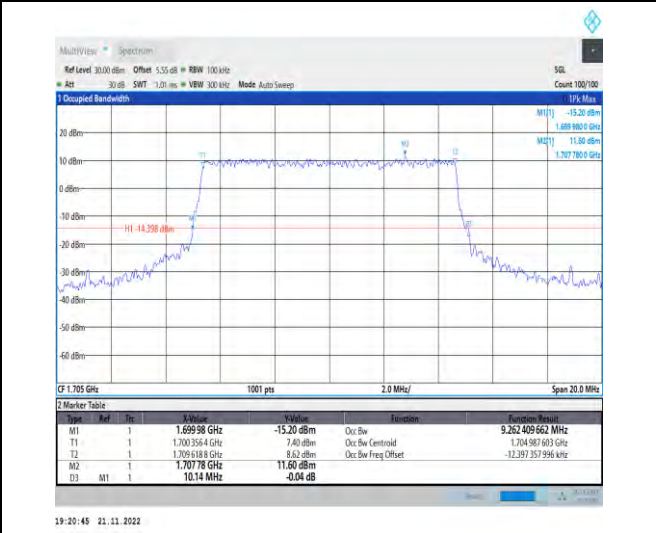 MultiView Spectrum
Ref Level 30.00 dBm Offset 5.55 dB RBW 100 kHz SGL
Att 30 dB SWT 1.01 ms VBW 300 kHz Mode Auto Sweep Count 100/100
1 Occupied Bandwidth 1Pk Max
M1[1] -15.20 dBm
1.699 980 0 GHz
M2[1] 11.60 dBm
1.707 780 0 GHz
20 dBm
M2
T1
T2
10 dBm
0 dBm
-10 dBm
M1
H1 -14.398 dBm
-20 dBm
-30 dBm
-40 dBm
-50 dBm
-60 dBm
CF 1.705 GHz 1001 pts 2.0 MHz/ Span 20.0 MHz
2 Marker Table
Type Ref Trc X-Value Y-Value Function Function Result
M1 1 1.699 98 GHz -15.20 dBm Occ Bw 9.262 409 662 MHz
T1 1 1.700 356 4 GHz 7.40 dBm Occ Bw Centroid 1.704 987 603 GHz
T2 1 1.709 618 8 GHz 8.62 dBm Occ Bw Freq Offset -12.397 357 996 kHz
M2 1 1.707 78 GHz 11.60 dBm
D3 M1 1 10.14 MHz -0.04 dB
19:20:45 21.11.2022